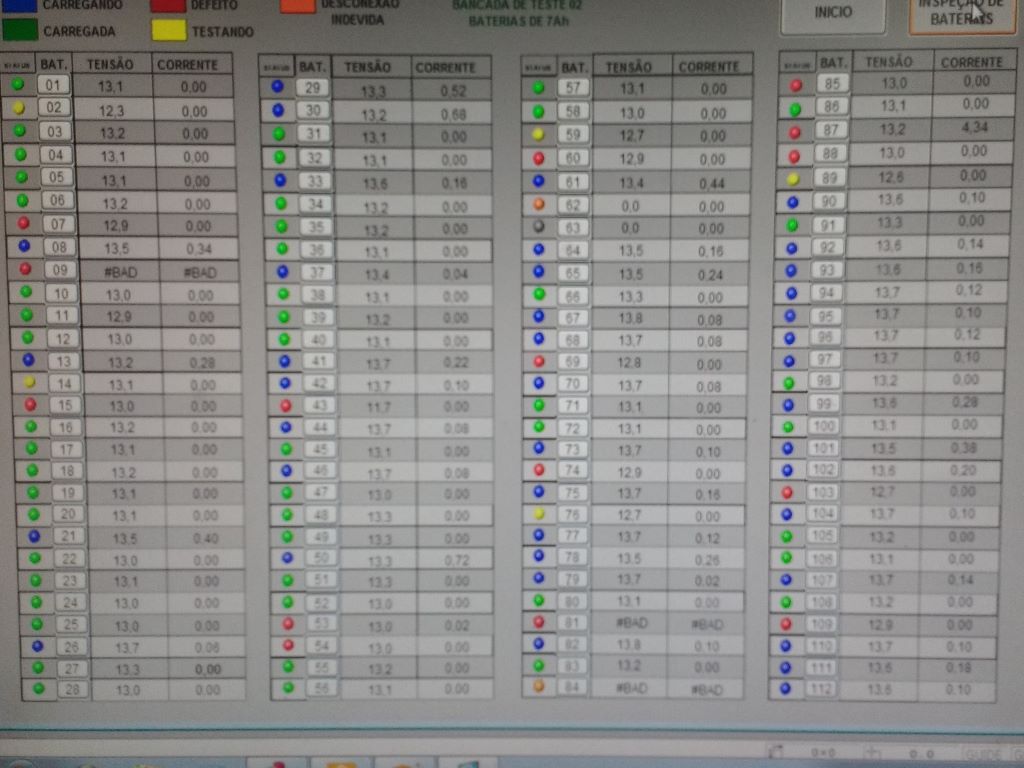 CARREGANDO DEFEITO DESCONEXÃO INDEVIDA
CARREGADA TESTANDO
BANCADA DE TESTE 02
BATERIAS DE 7Ah
INICIO
INSPEÇÃO DE BATERIAS
STATUS BAT. TENSÃO CORRENTE
01 13,1 0,00
02 12,3 0,00
03 13,2 0,00
04 13,1 0,00
05 13,1 0,00
06 13,2 0,00
07 12,9 0,00
08 13,5 0,34
09 #BAD #BAD
10 13,0 0,00
11 12,9 0,00
12 13,0 0,00
13 13,2 0,28
14 13,1 0,00
15 13,0 0,00
16 13,2 0,00
17 13,1 0,00
18 13,2 0,00
19 13,1 0,00
20 13,1 0,00
21 13,5 0,40
22 13,0 0,00
23 13,1 0,00
24 13,0 0,00
25 13,0 0,00
26 13,7 0,06
27 13,3 0,00
28 13,0 0,00
STATUS BAT. TENSÃO CORRENTE
29 13,3 0,52
30 13,2 0,68
31 13,1 0,00
32 13,1 0,00
33 13,6 0,16
34 13,2 0,00
35 13,2 0,00
36 13,1 0,00
37 13,4 0,04
38 13,1 0,00
39 13,2 0,00
40 13,1 0,00
41 13,7 0,22
42 13,7 0,10
43 11,7 0,00
44 13,7 0,08
45 13,1 0,00
46 13,7 0,08
47 13,0 0,00
48 13,3 0,00
49 13,3 0,00
50 13,3 0,72
51 13,3 0,00
52 13,0 0,00
53 13,0 0,02
54 13,0 0,00
55 13,2 0,00
56 13,1 0,00
STATUS BAT. TENSÃO CORRENTE
57 13,1 0,00
58 13,0 0,00
59 12,7 0,00
60 12,9 0,00
61 13,4 0,44
62 0,0 0,00
63 0,0 0,00
64 13,5 0,16
65 13,5 0,24
66 13,3 0,00
67 13,8 0,08
68 13,7 0,08
69 12,8 0,00
70 13,7 0,08
71 13,1 0,00
72 13,1 0,00
73 13,7 0,10
74 12,9 0,00
75 13,7 0,16
76 12,7 0,00
77 13,7 0,12
78 13,5 0,26
79 13,7 0,02
80 13,1 0,00
81 #BAD #BAD
82 13,8 0,10
83 13,2 0,00
84 #BAD #BAD
STATUS BAT. TENSÃO CORRENTE
85 13,0 0,00
86 13,1 0,00
87 13,2 4,34
88 13,0 0,00
89 12,6 0,00
90 13,6 0,10
91 13,3 0,00
92 13,6 0,14
93 13,6 0,16
94 13,7 0,12
95 13,7 0,10
96 13,7 0,12
97 13,7 0,10
98 13,2 0,00
99 13,6 0,28
100 13,1 0,00
101 13,5 0,38
102 13,6 0,20
103 12,7 0,00
104 13,7 0,10
105 13,2 0,00
106 13,1 0,00
107 13,7 0,14
108 13,2 0,00
109 12,9 0,00
110 13,7 0,10
111 13,6 0,18
112 13,6 0,10
0×0 0 0 GUIDE